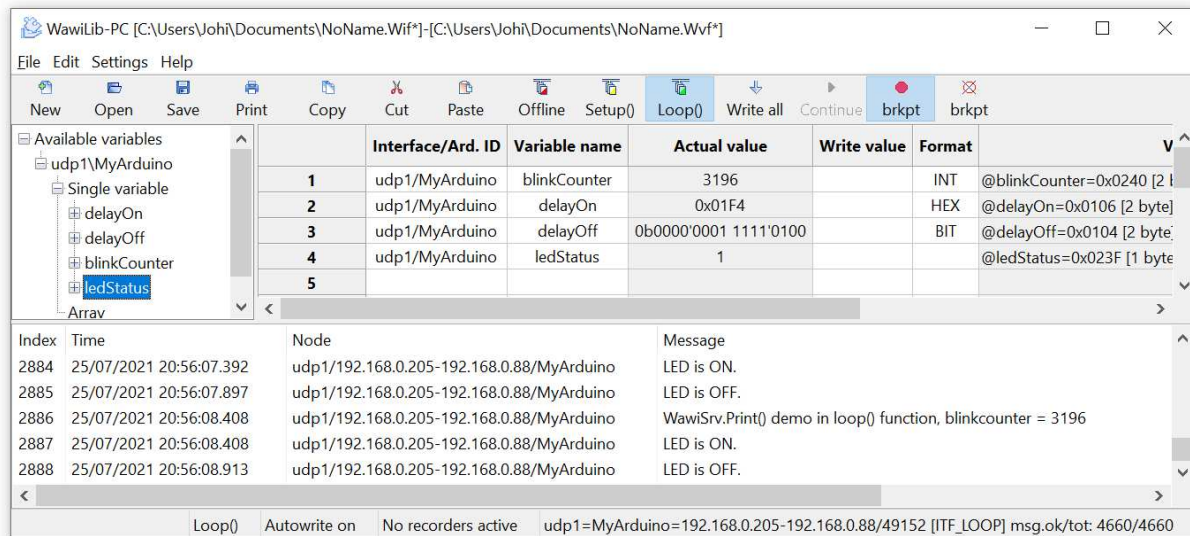 WawiLib-PC [C:\Users\Johi\Documents\NoName.Wif*]-[C:\Users\Johi\Documents\NoName.Wvf*]
File Edit Settings Help
New Open Save Print Copy Cut Paste Offline Setup() Loop() Write all Continue brkpt brkpt
Available variables
udp1\MyArduino
Single variable
delayOn
delayOff
blinkCounter
ledStatus
Array
Interface/Ard. ID Variable name Actual value Write value Format
1 udp1/MyArduino blinkCounter 3196 INT @blinkCounter=0x0240 [2
2 udp1/MyArduino delayOn 0x01F4 HEX @delayOn=0x0106 [2 byte]
3 udp1/MyArduino delayOff 0b0000'0001 1111'0100 BIT @delayOff=0x0104 [2 byte]
4 udp1/MyArduino ledStatus 1 @ledStatus=0x023F [1 byte
5
Index Time Node Message
2884 25/07/2021 20:56:07.392 udp1/192.168.0.205-192.168.0.88/MyArduino LED is ON.
2885 25/07/2021 20:56:07.897 udp1/192.168.0.205-192.168.0.88/MyArduino LED is OFF.
2886 25/07/2021 20:56:08.408 udp1/192.168.0.205-192.168.0.88/MyArduino WawiSrv.Print() demo in loop() function, blinkcounter = 3196
2887 25/07/2021 20:56:08.408 udp1/192.168.0.205-192.168.0.88/MyArduino LED is ON.
2888 25/07/2021 20:56:08.913 udp1/192.168.0.205-192.168.0.88/MyArduino LED is OFF.
Loop() Autowrite on No recorders active udp1=MyArduino=192.168.0.205-192.168.0.88/49152 [ITF_LOOP] msg.ok/tot: 4660/4660